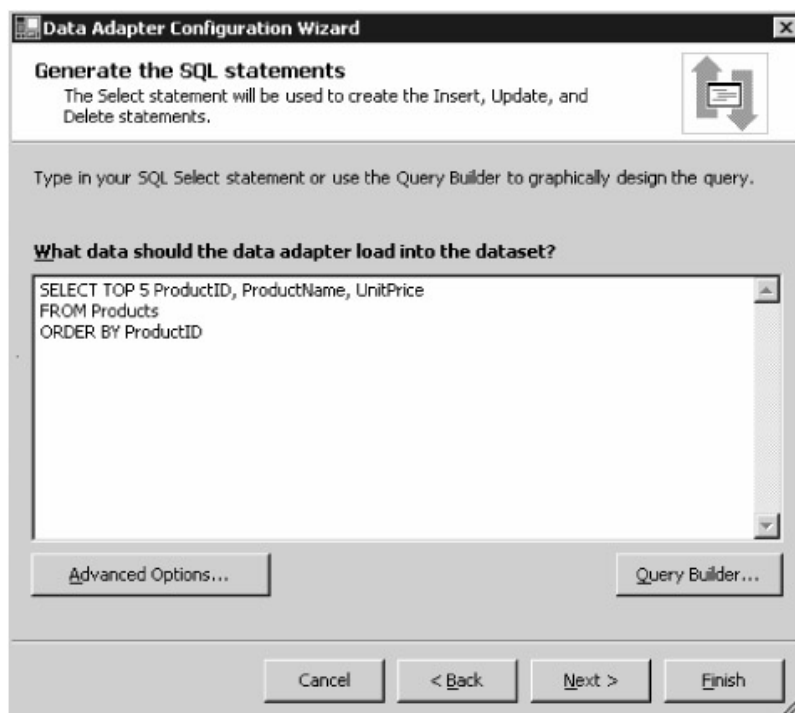 Data Adapter Configuration Wizard
Generate the SQL statements
The Select statement will be used to create the Insert, Update, and
Delete statements.
Type in your SQL Select statement or use the Query Builder to graphically design the query.
What data should the data adapter load into the dataset?
SELECT TOP 5 ProductID, ProductName, UnitPrice
FROM Products
ORDER BY ProductID
Advanced Options...
Query Builder...
Cancel
< Back
Next >
Finish